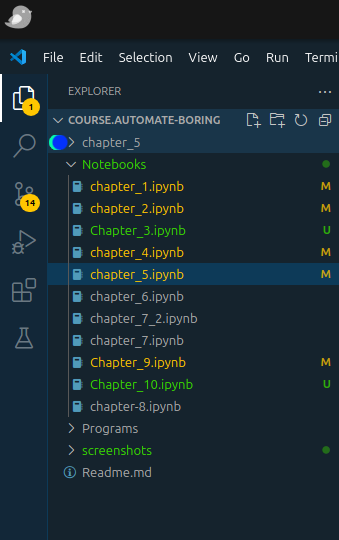 File Edit Selection View Go Run Termi
EXPLORER ···
1
COURSE.AUTOMATE-BORING
chapter_5
Notebooks
chapter_1.ipynb M
chapter_2.ipynb M
14
Chapter_3.ipynb U
chapter_4.ipynb M
chapter_5.ipynb M
chapter_6.ipynb
chapter_7_2.ipynb
chapter_7.ipynb
Chapter_9.ipynb M
Chapter_10.ipynb U
chapter-8.ipynb
Programs
screenshots
Readme.md